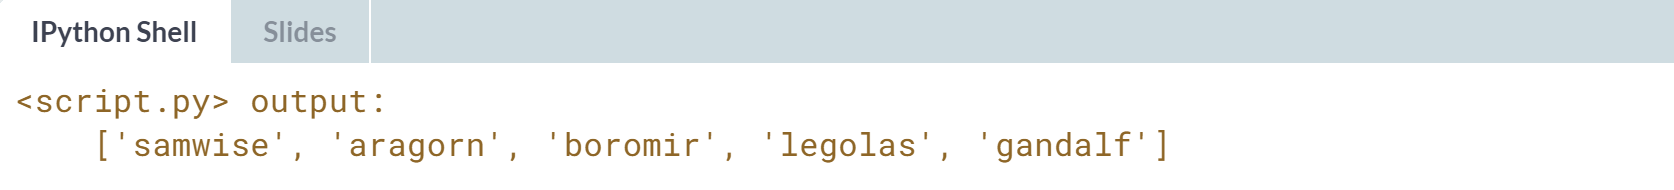 IPython Shell Slides
<script.py> output:
['samwise', 'aragorn', 'boromir', 'legolas', 'gandalf']